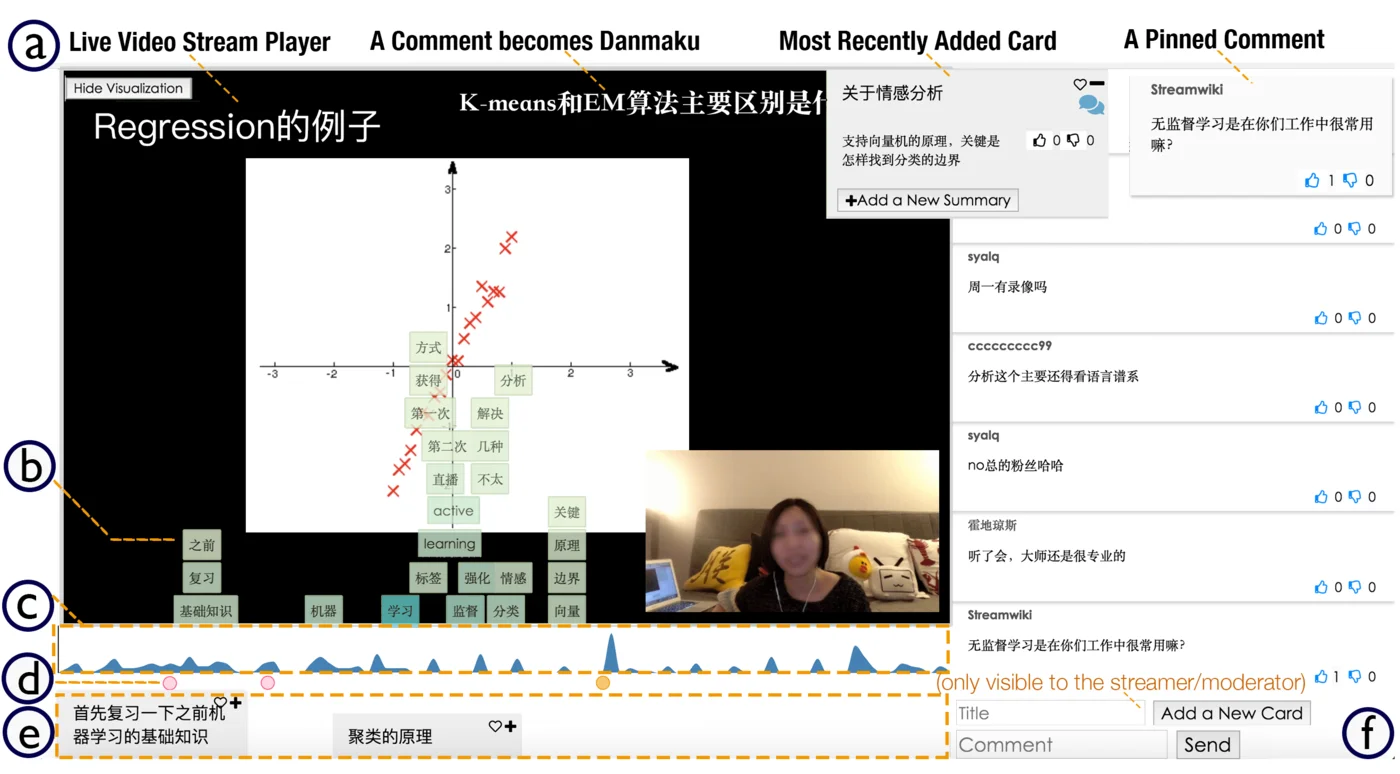 a
Live Video Stream Player
A Comment becomes Danmaku
Most Recently Added Card
A Pinned Comment
Hide Visualization
Regression的例子
K-means和EM算法主要区别是
关于情感分析
支持向量机的原理，关键是
怎样找到分类的边界
0 0
+Add a New Summary
Streamwiki
无监督学习是在你们工作中很常用
嘛?
1 0
0 0
syalq
周一有录像吗
0 0
ccccccccc99
分析这个主要还得看语言谱系
0 0
syalq
no总的粉丝哈哈
0 0
霍地琼斯
听了会，大师还是很专业的
0 0
Streamwiki
无监督学习是在你们工作中很常用嘛?
1 0
3
2
1
-3 -2 -1 0 2 3
方式
获得 分析
第一次 解决
第二次 几种
直播 不太
active 关键
b
之前 learning 原理
复习 标签 强化 情感 边界
基础知识 机器 学习 监督 分类 向量
c
d
(only visible to the streamer/moderator)
e
首先复习一下之前机
器学习的基础知识
聚类的原理
Title
Add a New Card
Comment
Send
f